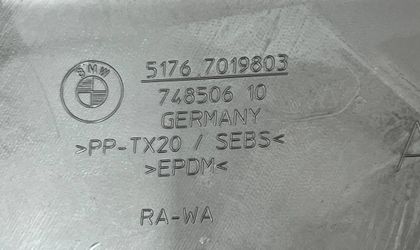 BMW
5176 7019803
748506 10
GERMANY
>PP-TX20 / SEBS<
>EPDM<
RA-WA